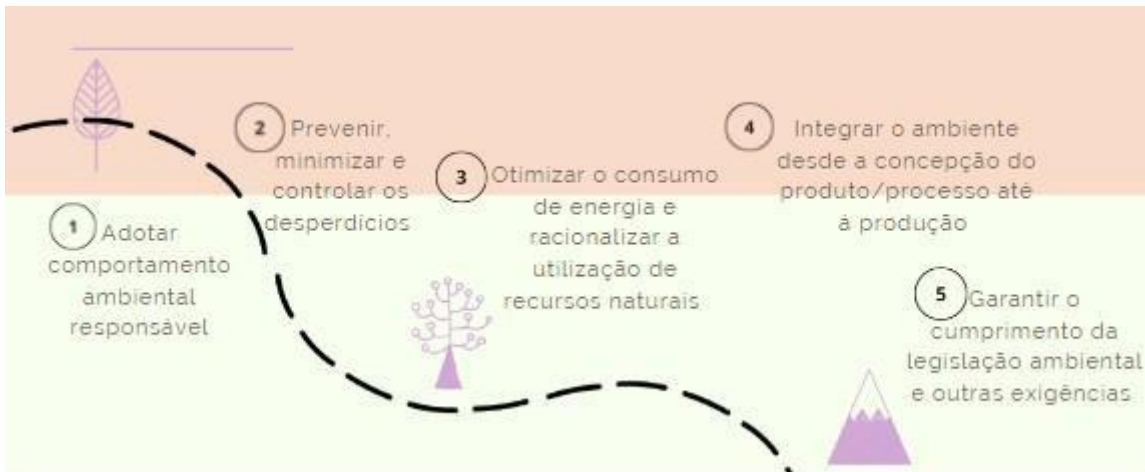 1 Adotar
comportamento
ambiental
responsável
2 Prevenir,
minimizar e
controlar os
desperdícios
3 Otimizar o consumo
de energia e
racionalizar a
utilização de
recursos naturais
4 Integrar o ambiente
desde a concepção do
produto/processo até
á produção
5 Garantir o
cumprimento da
legislação ambiental
e outras exigências